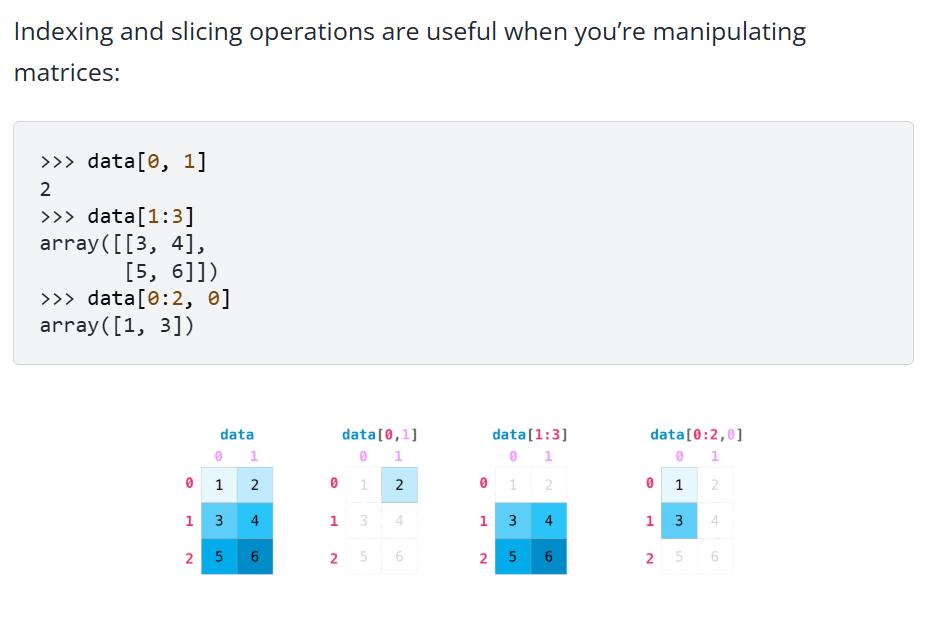 Indexing and slicing operations are useful when you’re manipulating
matrices:
>>> data[0, 1]
2
>>> data[1:3]
array([[3, 4],
       [5, 6]])
>>> data[0:2, 0]
array([1, 3])
data
0 1
0 1 2
1 3 4
2 5 6
data[0,1]
0 1
0 1 2
1 3 4
2 5 6
data[1:3]
0 1
0 1 2
1 3 4
2 5 6
data[0:2,0]
0 1
0 1 2
1 3 4
2 5 6